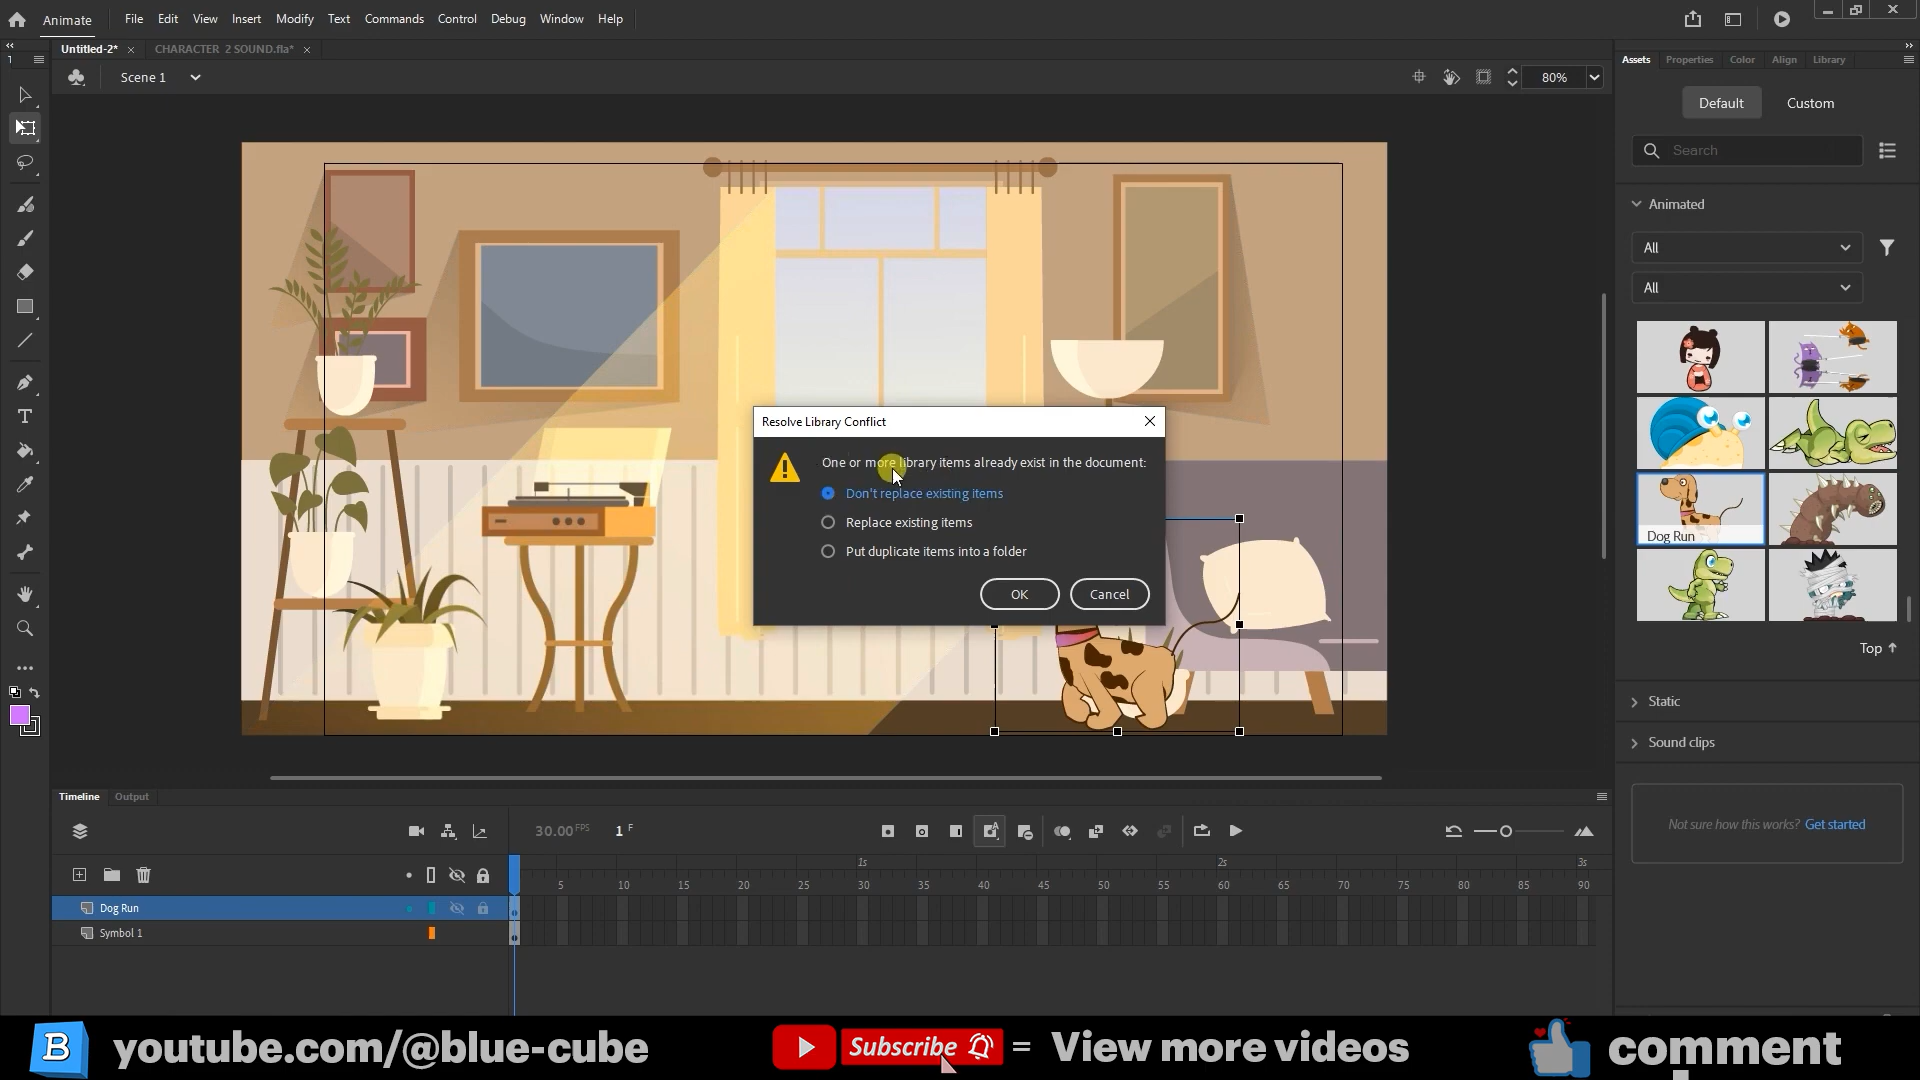 Animate File Edit View Insert Modify Text Commands Control Debug Window Help
Untitled-2* × CHARACTER 2 SOUND.fla* ×
Scene 1 80%
Assets Properties Color Align Library
Default Custom
Search
Animated
All
All
Dog Run
Top
Static
Sound clips
Not sure how this works? Get started
Resolve Library Conflict
One or more library items already exist in the document:
Don't replace existing items
Replace existing items
Put duplicate items into a folder
OK Cancel
Timeline Output
30.00 FPS 1 F
1s 2s 3s
5 10 15 20 25 30 35 40 45 50 55 60 65 70 75 80 85 90
Dog Run
Symbol 1
B youtube.com/@blue-cube Subscribe = View more videos comment